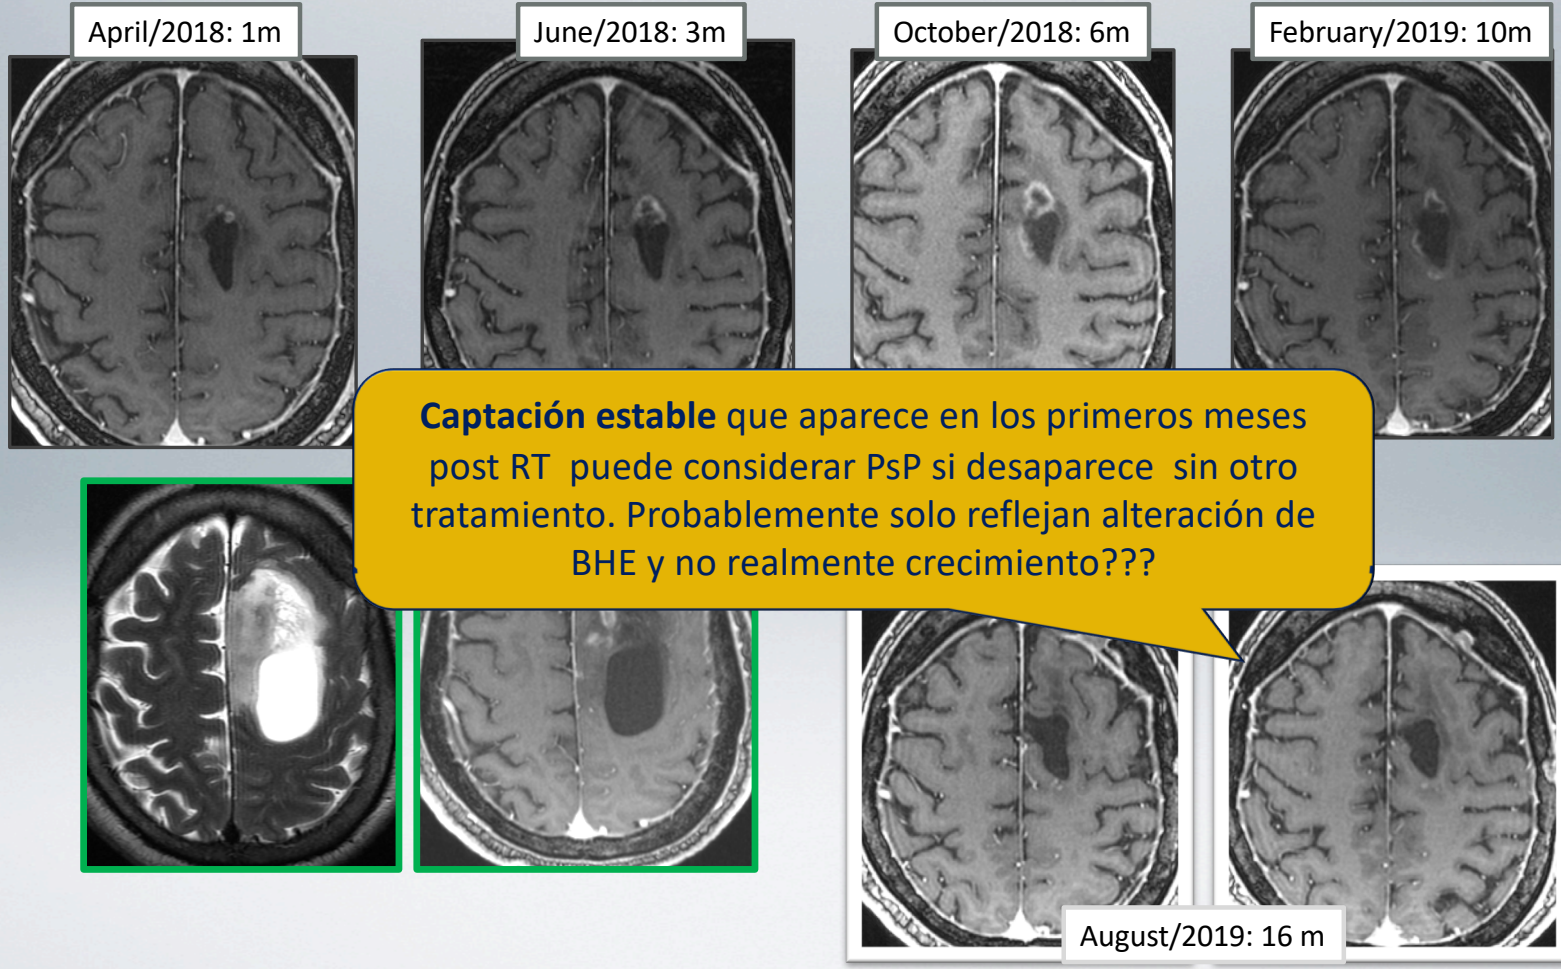 April/2018: 1m
June/2018: 3m
October/2018: 6m
February/2019: 10m
Captación estable que aparece en los primeros meses
post RT puede considerar PsP si desaparece sin otro
tratamiento. Probablemente solo reflejan alteración de
BHE y no realmente crecimiento???
August/2019: 16 m